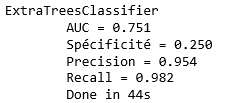 ExtraTreesClassifier
AUC = 0.751
Spécificité = 0.250
Precision = 0.954
Recall = 0.982
Done in 44s